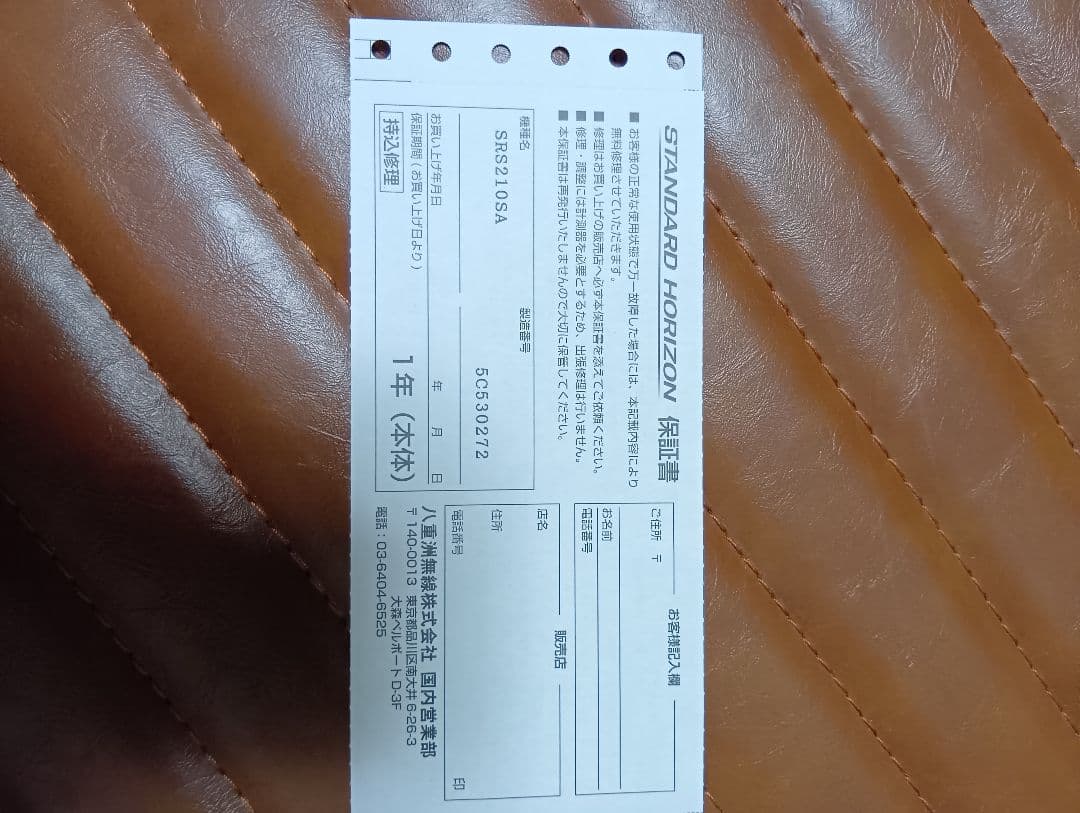 STANDARD HORIZON 保証書
■ お客様の正常な使用状態で万一故障した場合には、本記載内容により
無料修理させていただきます。
■ 修理はお買い上げの販売店へ必ず本保証書を添えてご依頼ください。
■ 修理・調整には計測器を必要とするため、出張修理は行いません。
■ 本保証書は再発行いたしませんので大切に保管してください。
機種名
SRS210SA
製造番号
5C530272
お買い上げ年月日
年 月 日
保証期間(お買い上げ日より)
持込修理
1年(本体)
お客様記入欄
ご住所 〒
お名前
電話番号
販売店
店名
住所
電話番号
印
八重洲無線株式会社 国内営業部
〒140-0013 東京都品川区南大井 6-26-3
大森ベルポート D-3F
電話:03-6404-6525